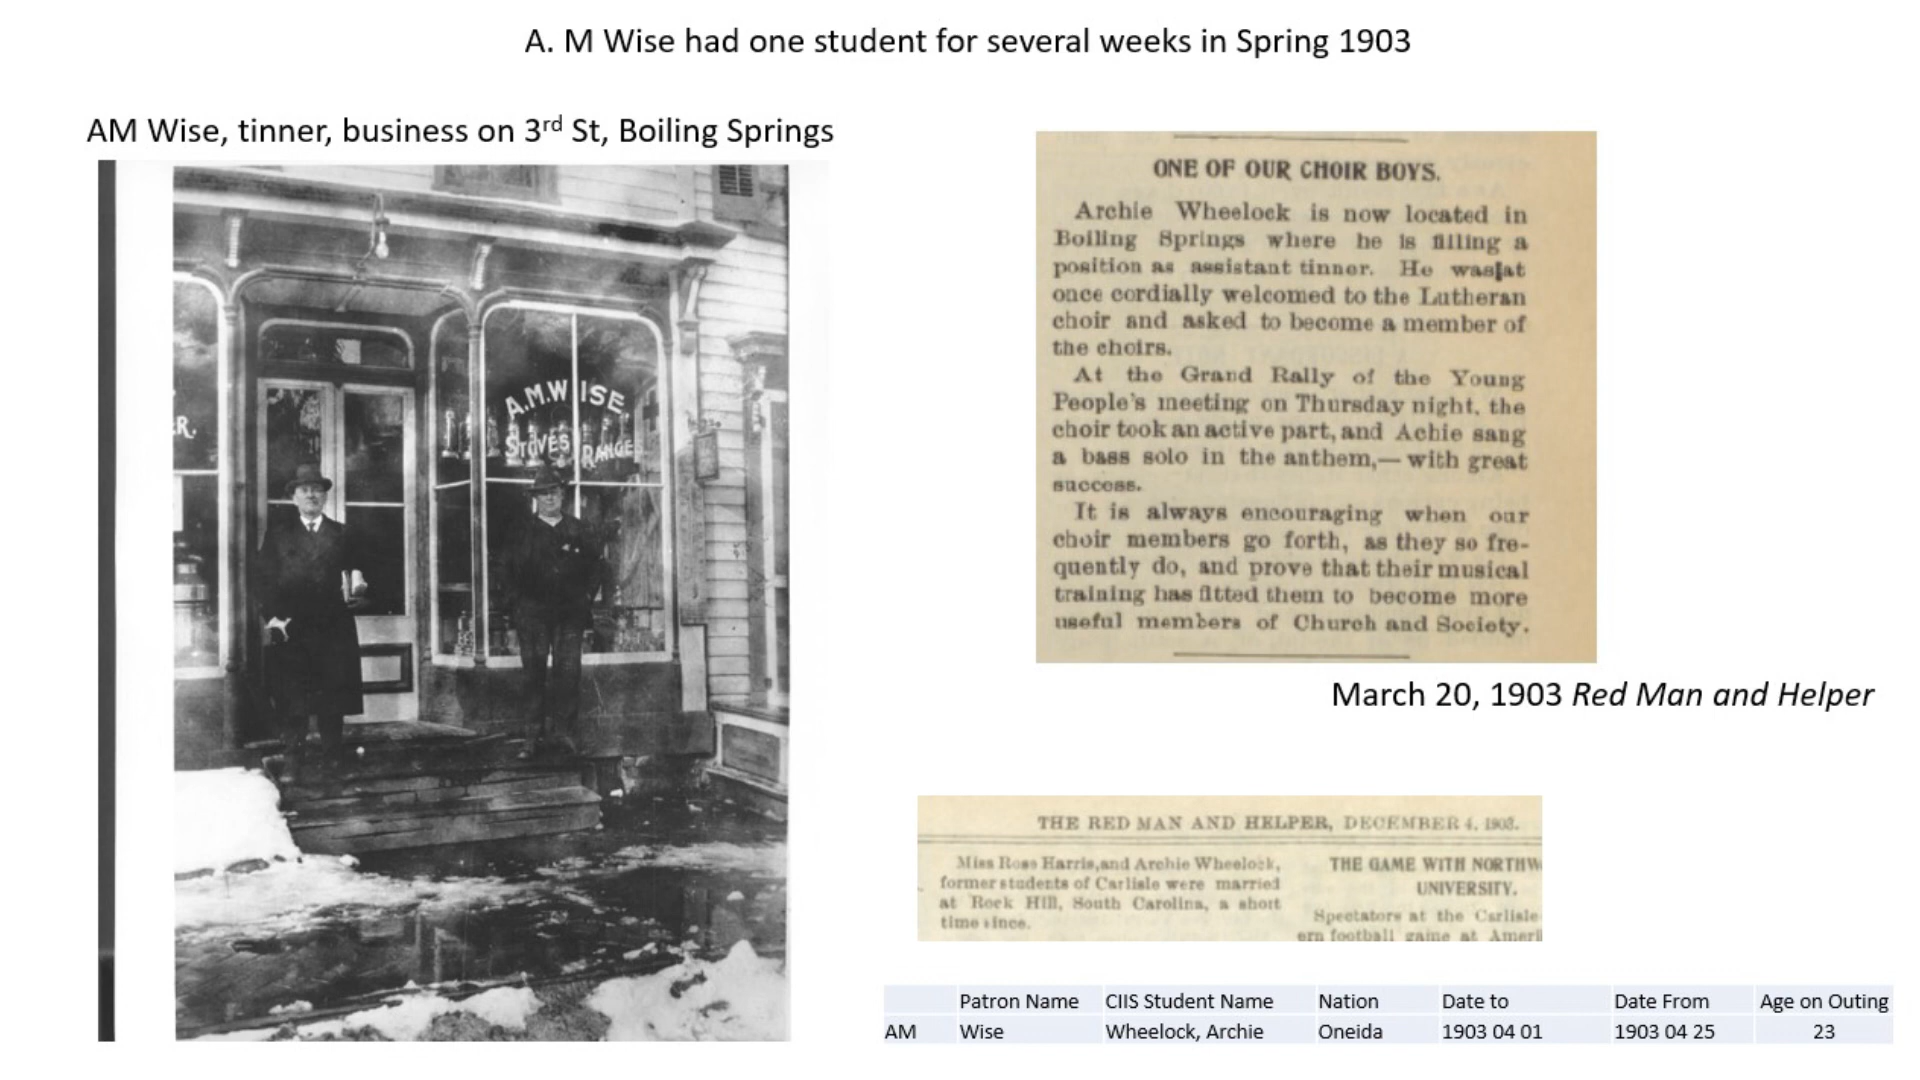 A. M Wise had one student for several weeks in Spring 1903
AM Wise, tinner, business on 3rd St, Boiling Springs
R.
A.M.WISE
STOVES RANGE
ONE OF OUR CHOIR BOYS.
Archie Wheelock is now located in
Boiling Springs where he is filling a
position as assistant tinner. He was at
once cordially welcomed to the Lutheran
choir and asked to become a member of
the choirs.
At the Grand Rally of the Young
People's meeting on Thursday night, the
choir took an active part, and Achie sang
a bass solo in the anthem,— with great
success.
It is always encouraging when our
choir members go forth, as they so fre-
quently do, and prove that their musical
training has fitted them to become more
useful members of Church and Society.
March 20, 1903 Red Man and Helper
THE RED MAN AND HELPER, DECEMBER 4, 1903.
Miss Rose Harris, and Archie Wheelock,
former students of Carlisle were married
at Rock Hill, South Carolina, a short
time since.
THE GAME WITH NORTHW
UNIVERSITY.
Spectators at the Carlisle
ern football game at Ameri
Patron Name CIIS Student Name Nation Date to Date From Age on Outing
AM Wise Wheelock, Archie Oneida 1903 04 01 1903 04 25 23